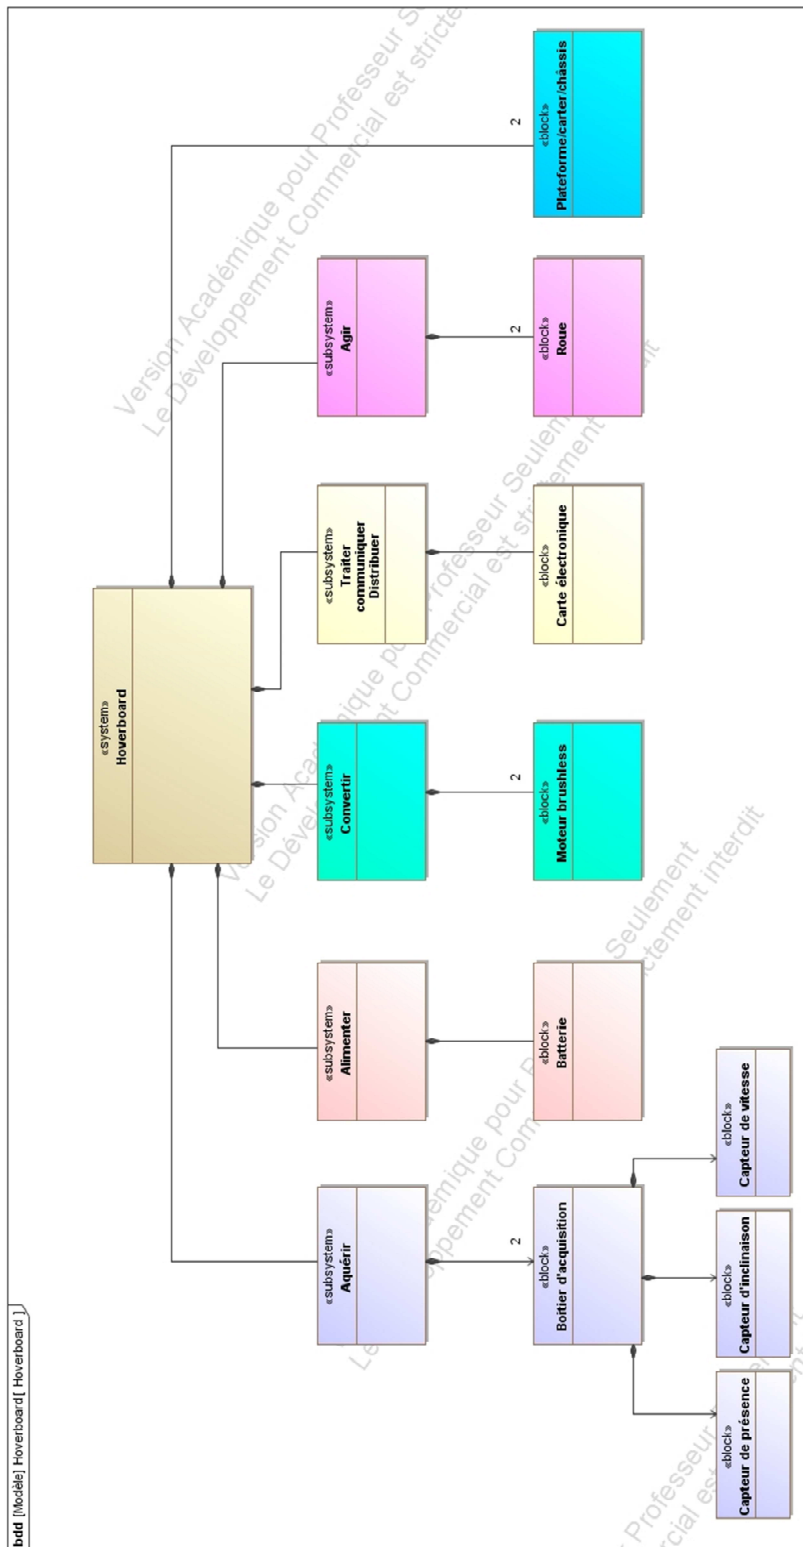 bdd [Modèle] Hoverboard[ Hoverboard ]
«system»
Hoverboard
«subsystem»
Aquérir
«subsystem»
Alimenter
«subsystem»
Convertir
«subsystem»
Traiter
communiquer
Distribuer
«subsystem»
Agir
2
«block»
Boîtier d'acquisition
«block»
Batterie
2
«block»
Moteur brushless
«block»
Carte électronique
2
«block»
Roue
2
«block»
Plateforme/carter/châssis
«block»
Capteur de présence
«block»
Capteur d'inclinaison
«block»
Capteur de vitesse
Version Académique pour Professeur Seulement
Le Développement Commercial est strictement interdit